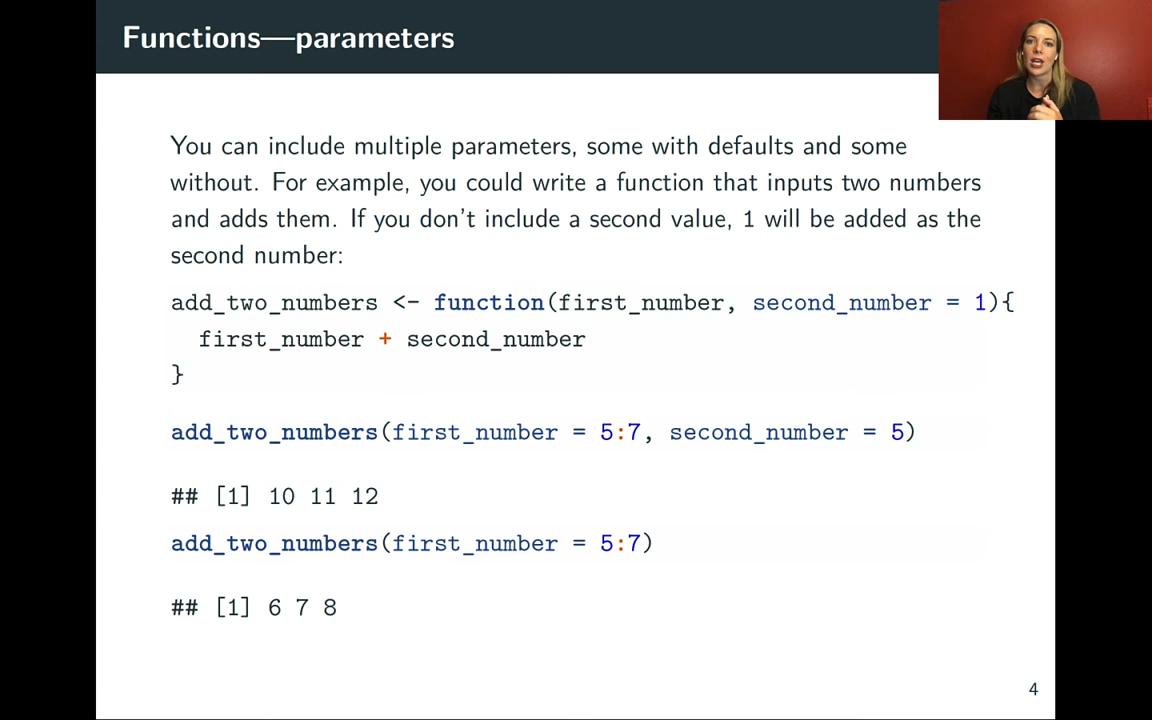 Functions—parameters
You can include multiple parameters, some with defaults and some
without. For example, you could write a function that inputs two numbers
and adds them. If you don't include a second value, 1 will be added as the
second number:
add_two_numbers <- function(first_number, second_number = 1){
  first_number + second_number
}
add_two_numbers(first_number = 5:7, second_number = 5)
## [1] 10 11 12
add_two_numbers(first_number = 5:7)
## [1] 6 7 8
4